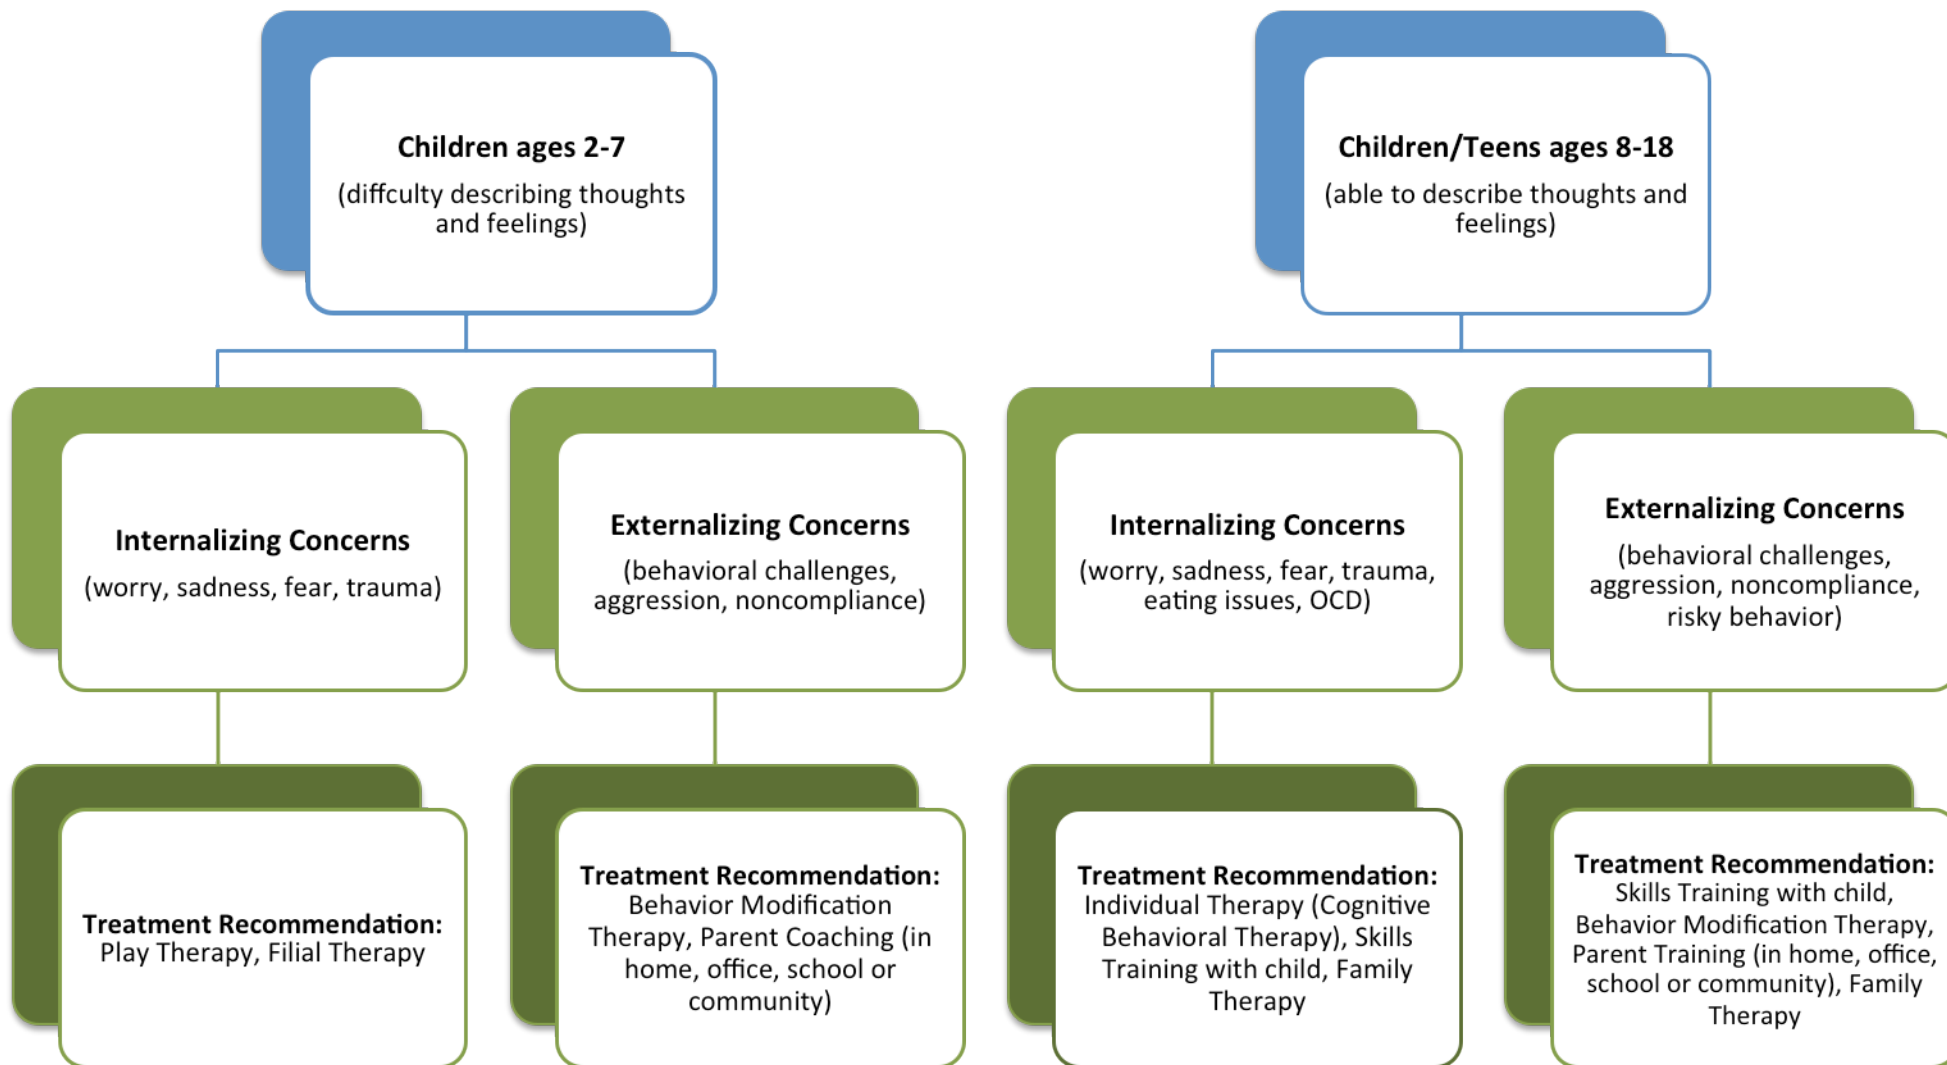 Children ages 2-7
(diffculty describing thoughts
and feelings)
Children/Teens ages 8-18
(able to describe thoughts and
feelings)
Internalizing Concerns
(worry, sadness, fear, trauma)
Externalizing Concerns
(behavioral challenges,
aggression, noncompliance)
Internalizing Concerns
(worry, sadness, fear, trauma,
eating issues, OCD)
Externalizing Concerns
(behavioral challenges,
aggression, noncompliance,
risky behavior)
Treatment Recommendation:
Play Therapy, Filial Therapy
Treatment Recommendation:
Behavior Modification
Therapy, Parent Coaching (in
home, office, school or
community)
Treatment Recommendation:
Individual Therapy (Cognitive
Behavioral Therapy), Skills
Training with child, Family
Therapy
Treatment Recommendation:
Skills Training with child,
Behavior Modification Therapy,
Parent Training (in home, office,
school or community), Family
Therapy